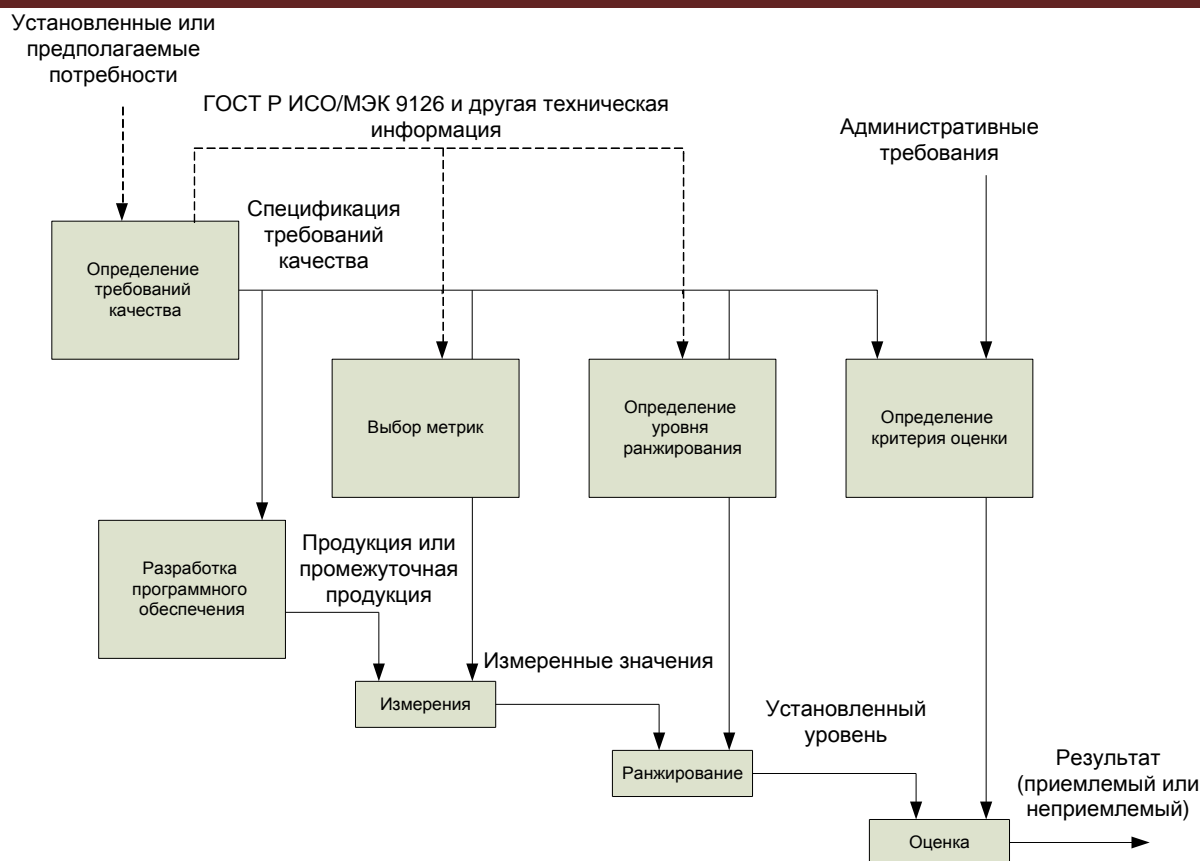 Установленные или
предполагаемые
потребности
ГОСТ Р ИСО/МЭК 9126 и другая техническая
информация
Административные
требования
Спецификация
требований
качества
Определение
требований
качества
Выбор метрик
Определение
уровня
ранжирования
Определение
критерия оценки
Разработка
программного
обеспечения
Продукция или
промежуточная
продукция
Измеренные значения
Измерения
Установленный
уровень
Ранжирование
Результат
(приемлемый или
неприемлемый)
Оценка